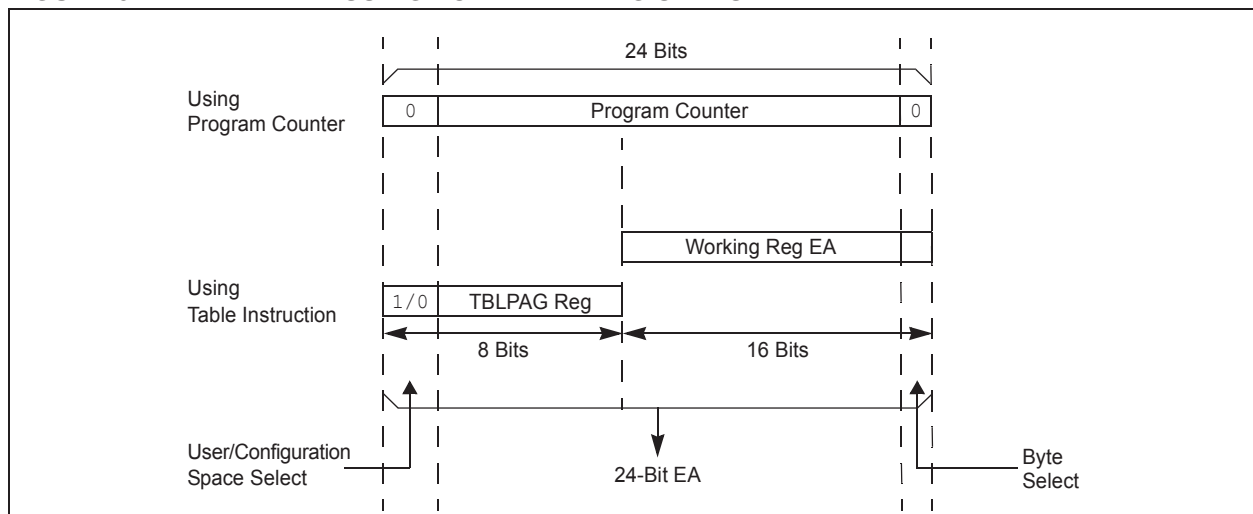 24 Bits
Using
Program Counter
0
Program Counter
0
Working Reg EA
Using
Table Instruction
1/0
TBLPAG Reg
8 Bits
16 Bits
User/Configuration
Space Select
24-Bit EA
Byte
Select